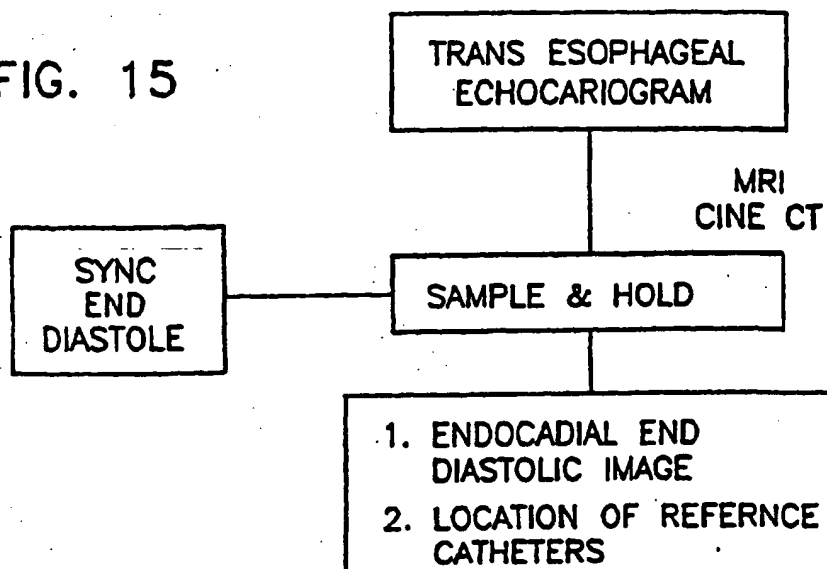 FIG. 15
TRANS ESOPHAGEAL
ECHOCARIOGRAM
MRI
CINE CT
SYNC
END
DIASTOLE
SAMPLE & HOLD
1. ENDOCADIAL END
DIASTOLIC IMAGE
2. LOCATION OF REFERNCE
CATHETERS